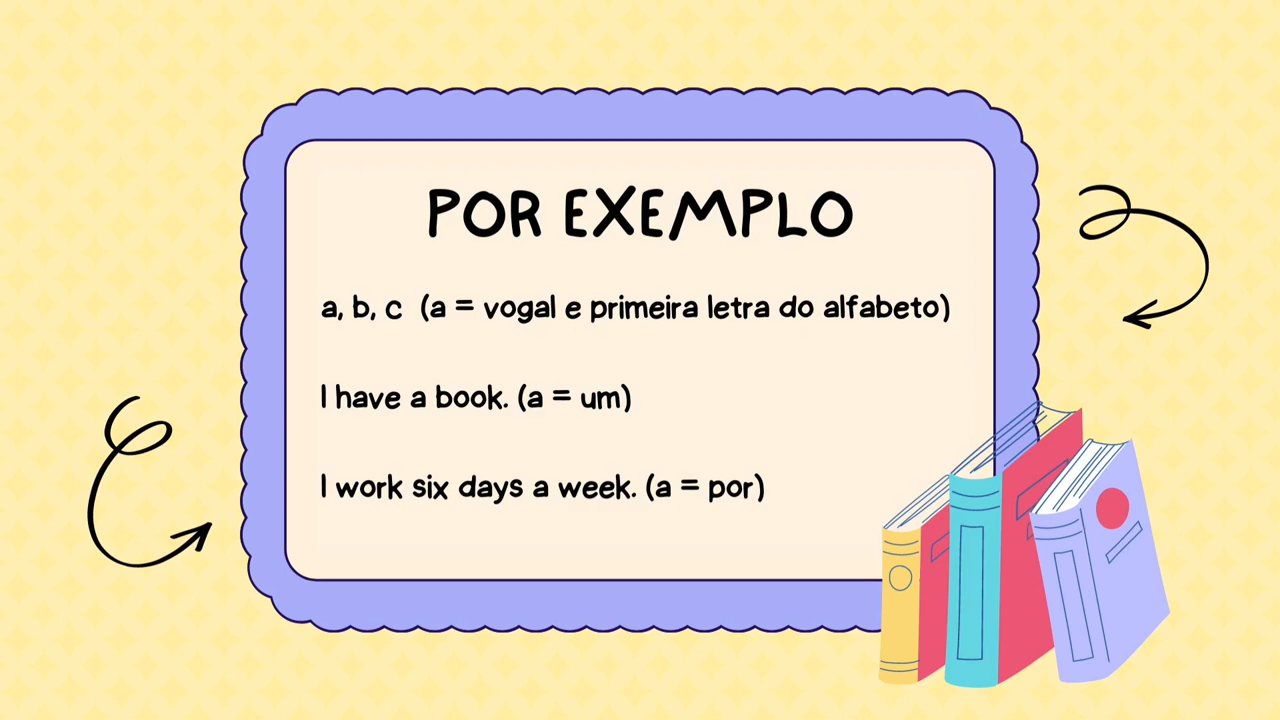 POR EXEMPLO
a, b, c (a = vogal e primeira letra do alfabeto)
I have a book. (a = um)
I work six days a week. (a = por)